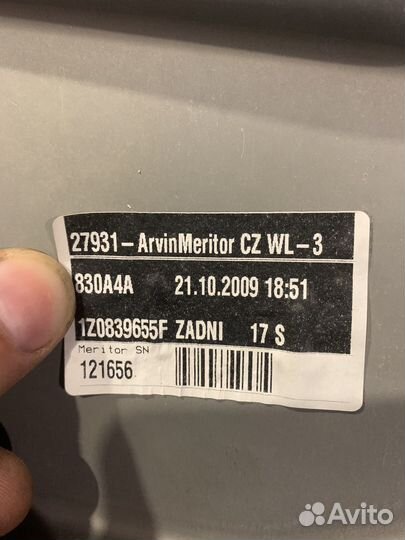 27931-ArvinMeritor CZ WL-3
830A4A 21.10.2009 18:51
1Z0839655F ZADNI 17 S
Meritor SN
121656
Avito